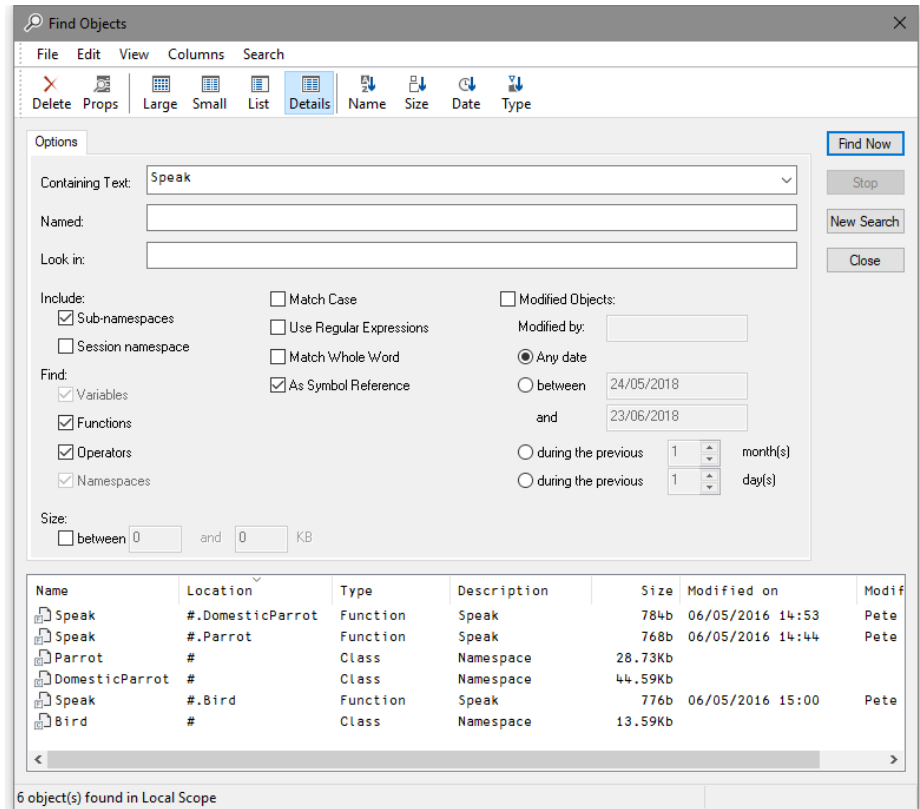 Find Objects
File Edit View Columns Search
Delete Props Large Small List Details Name Size Date Type
Options
Find Now
Containing Text: Speak
Stop
Named:
New Search
Look in:
Close
Include:
Match Case
Modified Objects:
Sub-namespaces
Use Regular Expressions
Modified by:
Session namespace
Match Whole Word
Any date
Find:
As Symbol Reference
between 24/05/2018
Variables
and 23/06/2018
Functions
Operators
during the previous 1 month(s)
Namespaces
during the previous 1 day(s)
Size:
between 0 and 0 KB
Name Location Type Description Size Modified on Modif
Speak #.DomesticParrot Function Speak 784b 06/05/2016 14:53 Pete
Speak #.Parrot Function Speak 768b 06/05/2016 14:44 Pete
Parrot # Class Namespace 28.73Kb
DomesticParrot # Class Namespace 44.59Kb
Speak #.Bird Function Speak 776b 06/05/2016 15:00 Pete
Bird # Class Namespace 13.59Kb
6 object(s) found in Local Scope